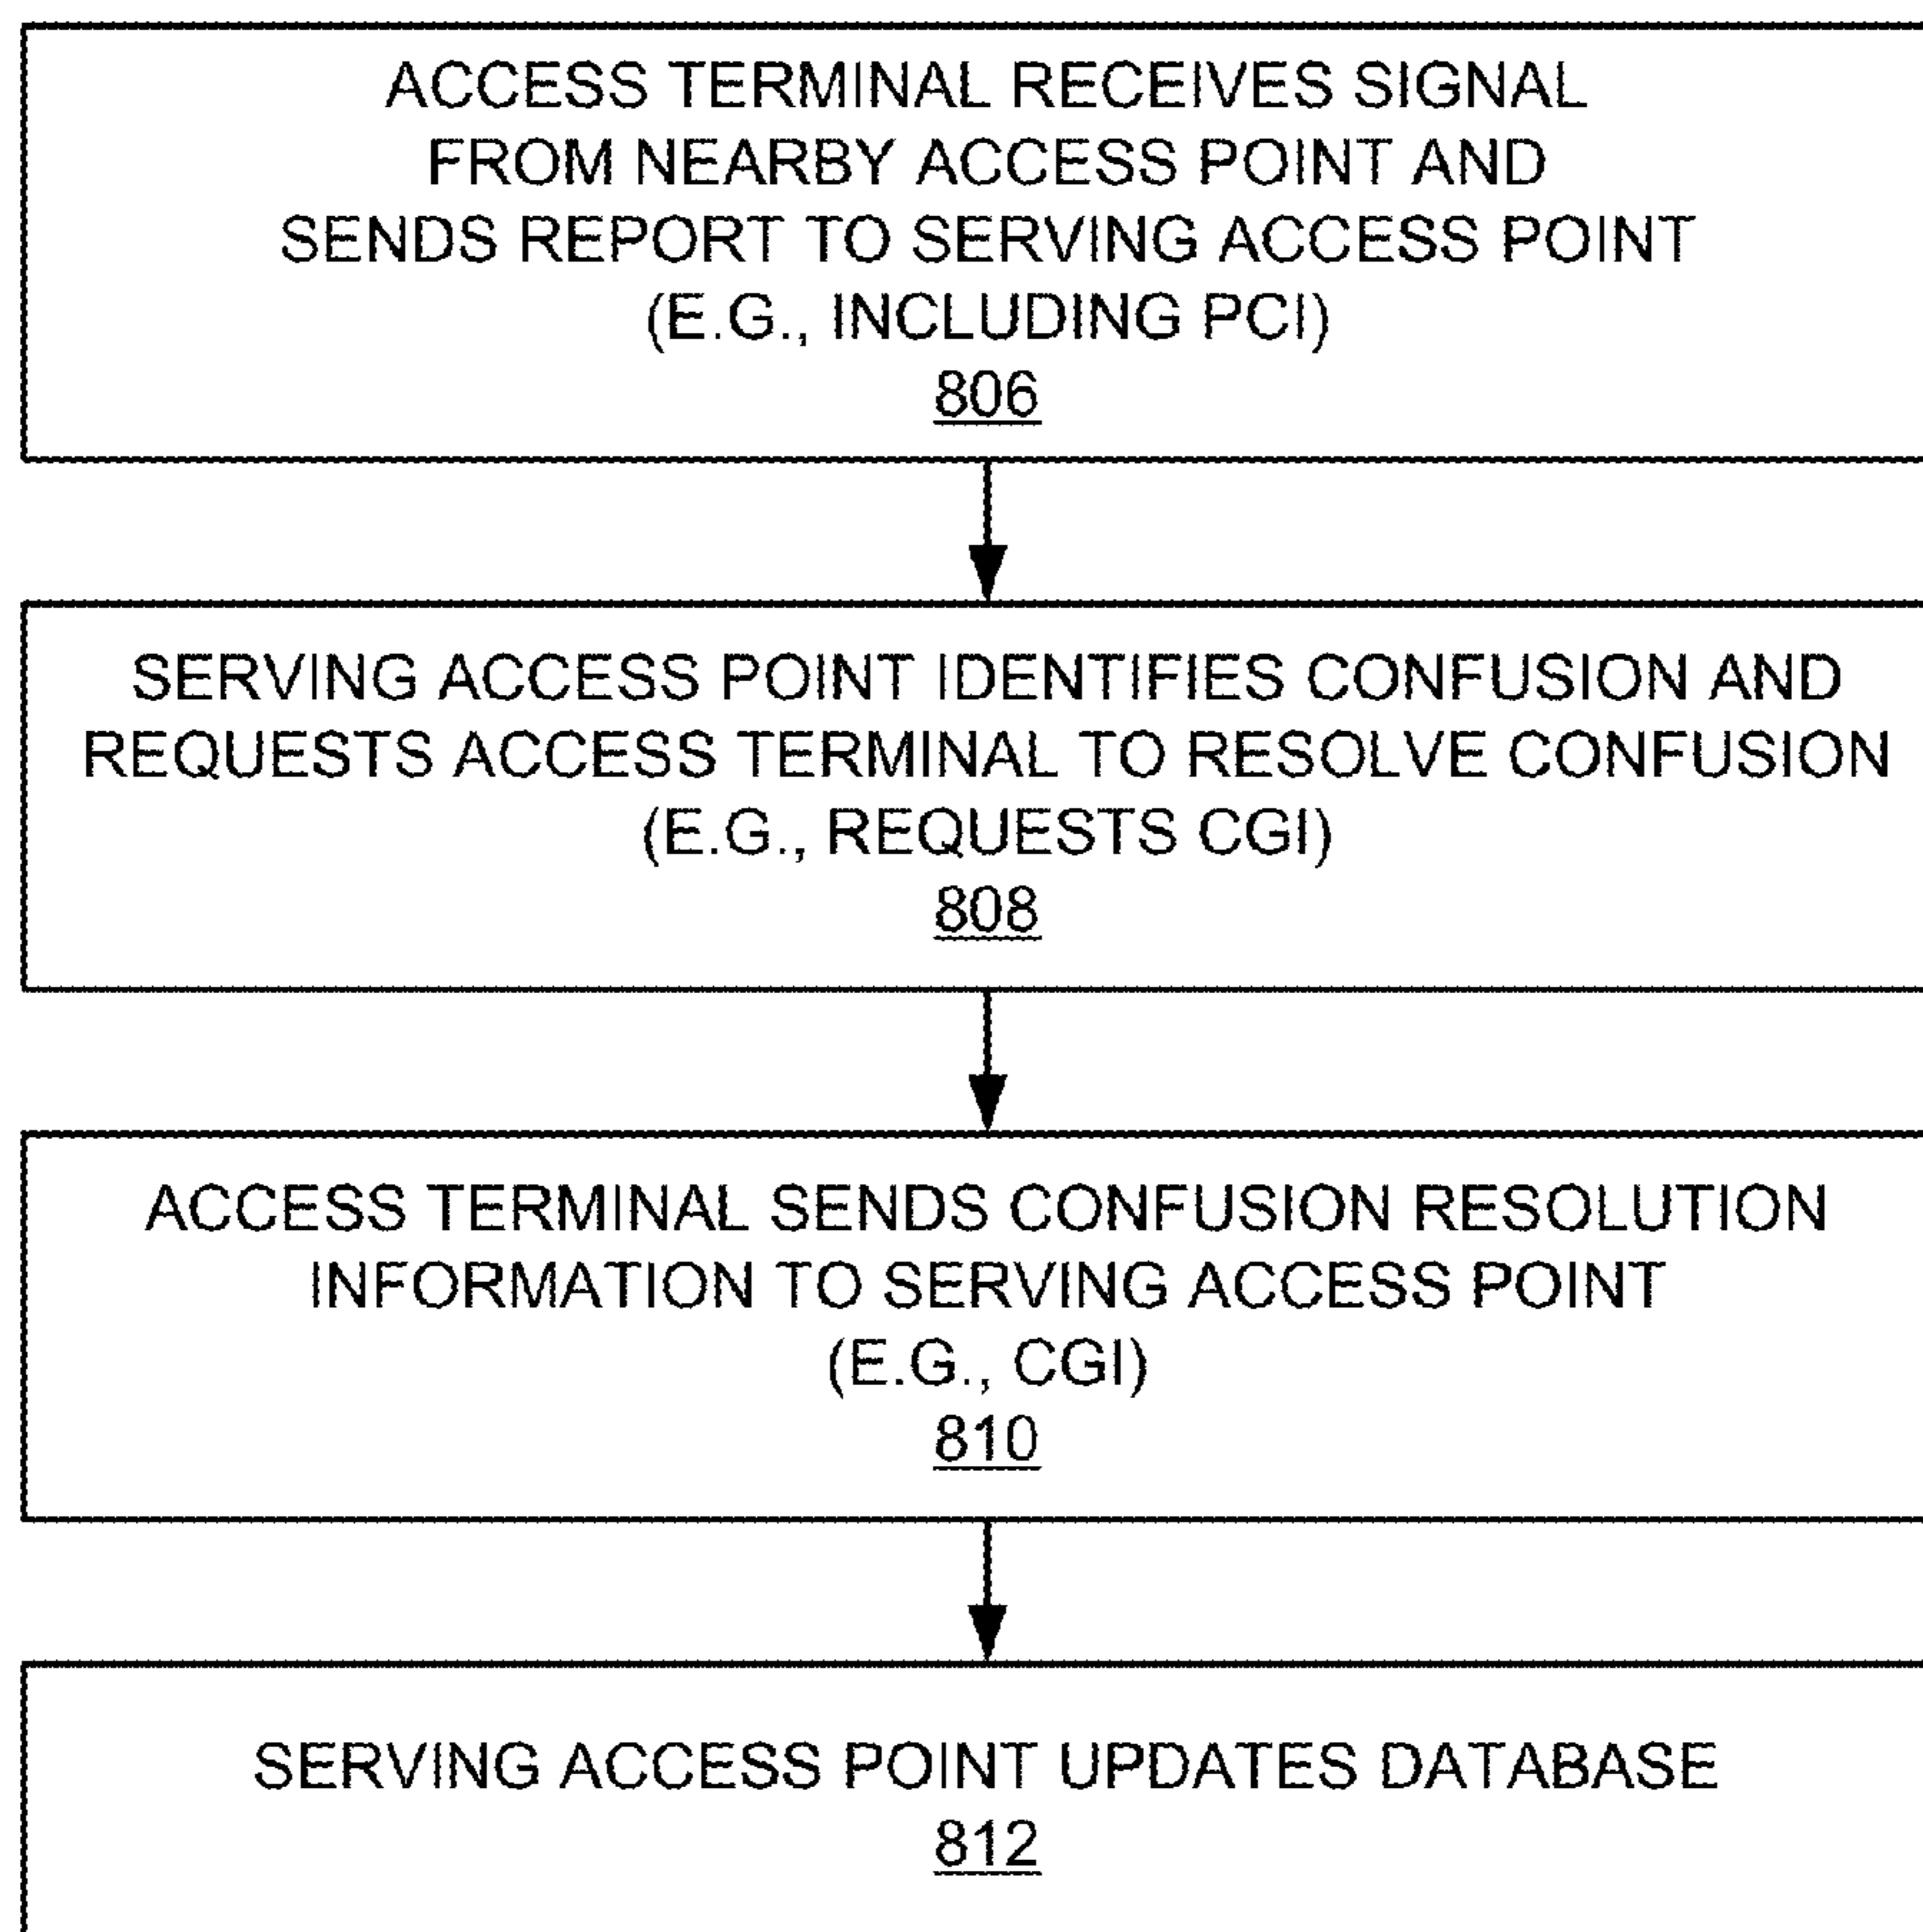 ACCESS TERMINAL RECEIVES SIGNAL
FROM NEARBY ACCESS POINT AND
SENDS REPORT TO SERVING ACCESS POINT
(E.G., INCLUDING PCI)
806
SERVING ACCESS POINT IDENTIFIES CONFUSION AND
REQUESTS ACCESS TERMINAL TO RESOLVE CONFUSION
(E.G., REQUESTS CGI)
808
ACCESS TERMINAL SENDS CONFUSION RESOLUTION
INFORMATION TO SERVING ACCESS POINT
(E.G., CGI)
810
SERVING ACCESS POINT UPDATES DATABASE
812